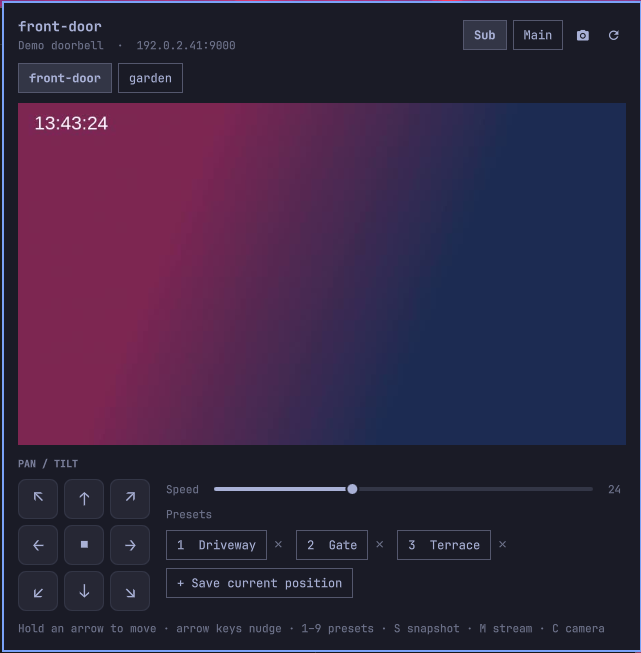 front-door
Demo doorbell · 192.0.2.41:9000
Sub Main
front-door garden
13:43:24
PAN / TILT
Speed 24
Presets
1 Driveway × 2 Gate × 3 Terrace ×
+ Save current position
Hold an arrow to move · arrow keys nudge · 1–9 presets · S snapshot · M stream · C camera